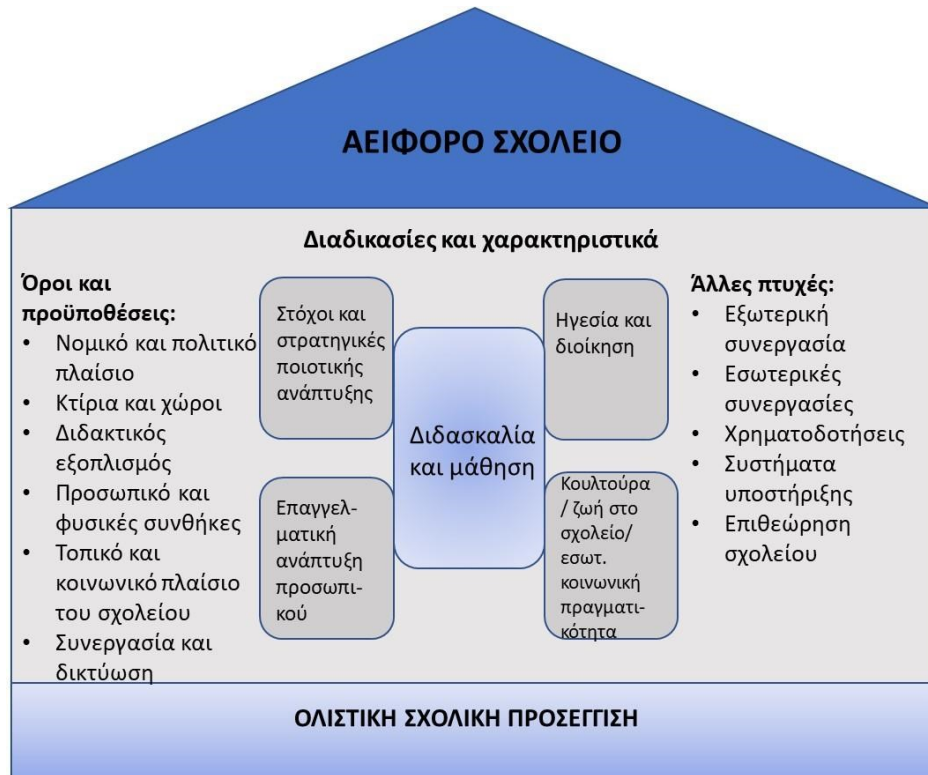 ΑΕΙΦΟΡΟ ΣΧΟΛΕΙΟ
Διαδικασίες και χαρακτηριστικά
Όροι και
προϋποθέσεις:
• Νομικό και πολιτικό
πλαίσιο
• Κτίρια και χώροι
• Διδακτικός
εξοπλισμός
• Προσωπικό και
φυσικές συνθήκες
• Τοπικό και
κοινωνικό πλαίσιο
του σχολείου
• Συνεργασία και
δικτύωση
Στόχοι και
στρατηγικές
ποιοτικής
ανάπτυξης
Επαγγελ-
ματική
ανάπτυξη
προσωπι-
κού
Διδασκαλία
και μάθηση
Ηγεσία και
διοίκηση
Κουλτούρα
/ ζωή στο
σχολείο/
εσωτ.
κοινωνική
πραγματι-
κότητα
Άλλες πτυχές:
• Εξωτερική
συνεργασία
• Εσωτερικές
συνεργασίες
• Χρηματοδοτήσεις
• Συστήματα
υποστήριξης
• Επιθεώρηση
σχολείου
ΟΛΙΣΤΙΚΗ ΣΧΟΛΙΚΗ ΠΡΟΣΕΓΓΙΣΗ